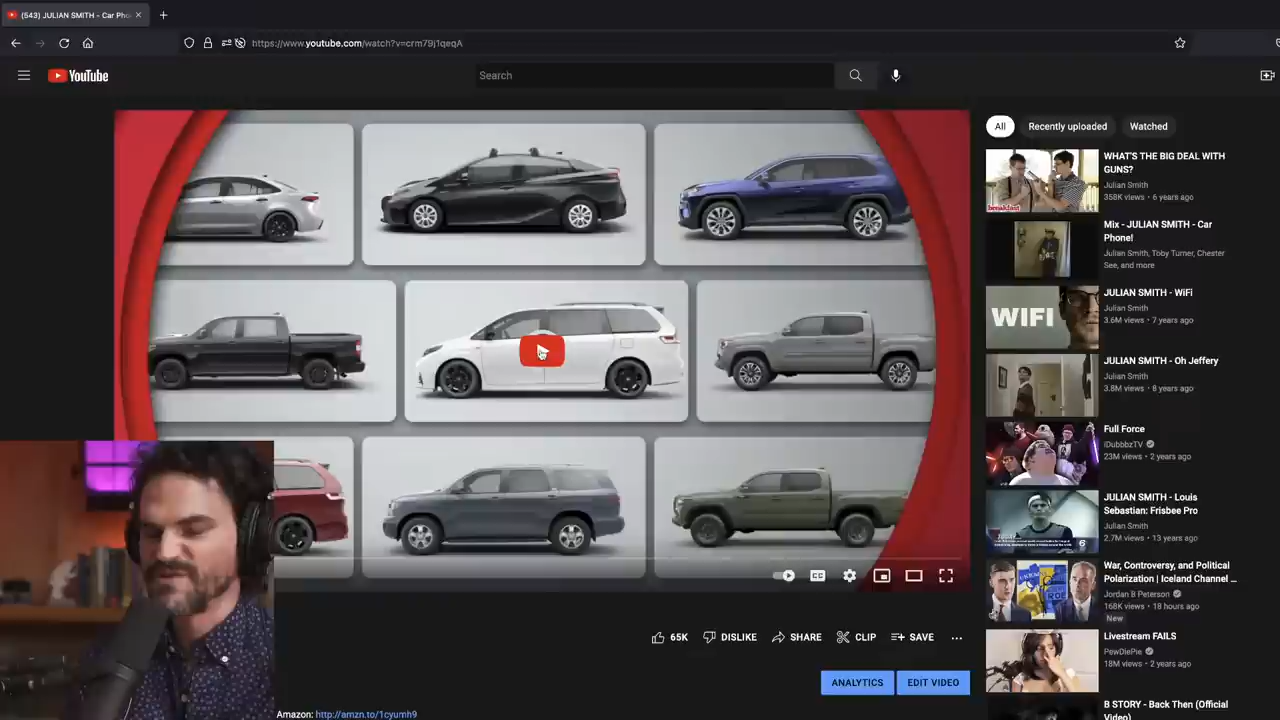 (543) JULIAN SMITH - Car Pho
https://www.youtube.com/watch?v=crm79j1qeqA
YouTube
Search
All
Recently uploaded
Watched
WHAT'S THE BIG DEAL WITH
GUNS?
Julian Smith
358K views • 6 years ago
breakfast
Mix - JULIAN SMITH - Car
Phone!
Julian Smith, Toby Turner, Chester
See, and more
WIFI
JULIAN SMITH - WiFi
Julian Smith
3.6M views • 7 years ago
JULIAN SMITH - Oh Jeffery
Julian Smith
3.8M views • 8 years ago
Full Force
iDubbbzTV
23M views • 2 years ago
JULIAN SMITH - Louis
Sebastian: Frisbee Pro
Julian Smith
2.7M views • 13 years ago
War, Controversy, and Political
Polarization | Iceland Channel ...
Jordan B Peterson
168K views • 18 hours ago
New
Livestream FAILS
PewDiePie
18M views • 2 years ago
B STORY - Back Then (Official
Video)
CC
65K
DISLIKE
SHARE
CLIP
SAVE
ANALYTICS
EDIT VIDEO
Amazon: http://amzn.to/1cyumh9